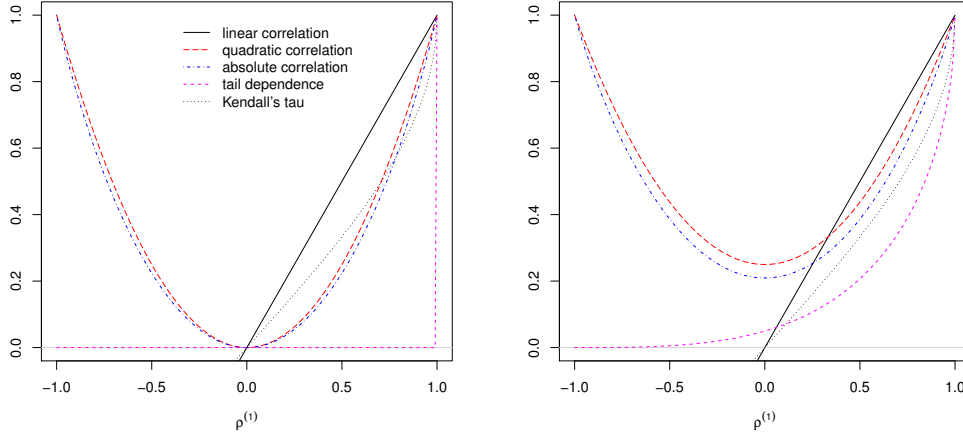 1.0
0.8
0.6
0.4
0.2
0.0
linear correlation
quadratic correlation
absolute correlation
tail dependence
Kendall's tau
−1.0 −0.5 0.0 0.5 1.0
ρ⁽¹⁾
1.0
0.8
0.6
0.4
0.2
0.0
−1.0 −0.5 0.0 0.5 1.0
ρ⁽¹⁾